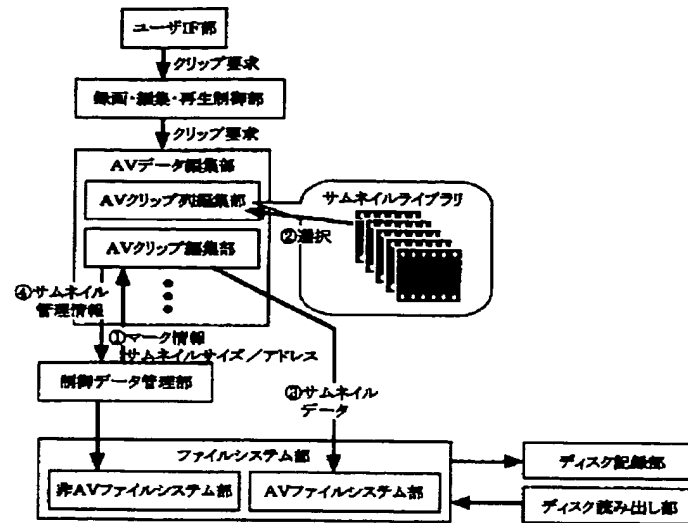 ユーザIF部
クリップ要求
録画・編集・再生制御部
クリップ要求
AVデータ編集部
AVクリップ列編集部
サムネイルライブラリ
②選択
AVクリップ編集部
④サムネイル
管理情報
①マーク情報
サムネイルサイズ/アドレス
制御データ管理部
③サムネイル
データ
ファイルシステム部
非AVファイルシステム部
AVファイルシステム部
ディスク記録部
ディスク読み出し部